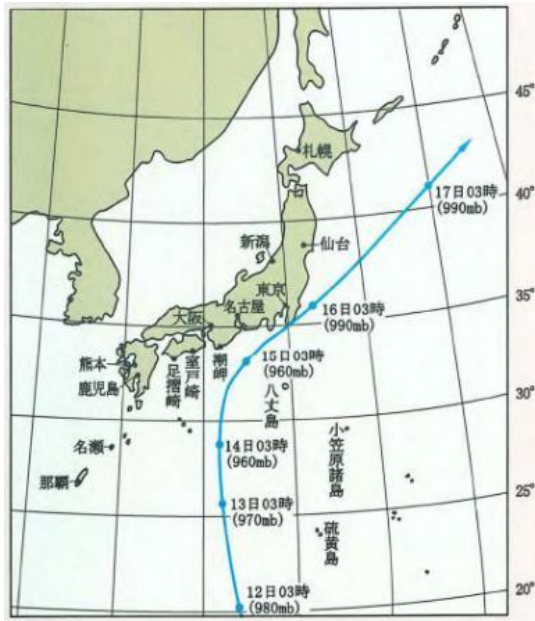 45°
札幌
40°
17日03時
(990mb)
新潟
仙台
東京
35°
大阪
名古屋
16日03時
(990mb)
熊本
鹿児島
足摺崎
室戸崎
潮岬
15日03時
(960mb)
八丈島
30°
名瀬
14日03時
(960mb)
小笠原諸島
那覇
25°
13日03時
(970mb)
硫黄島
12日03時
(980mb)
20°